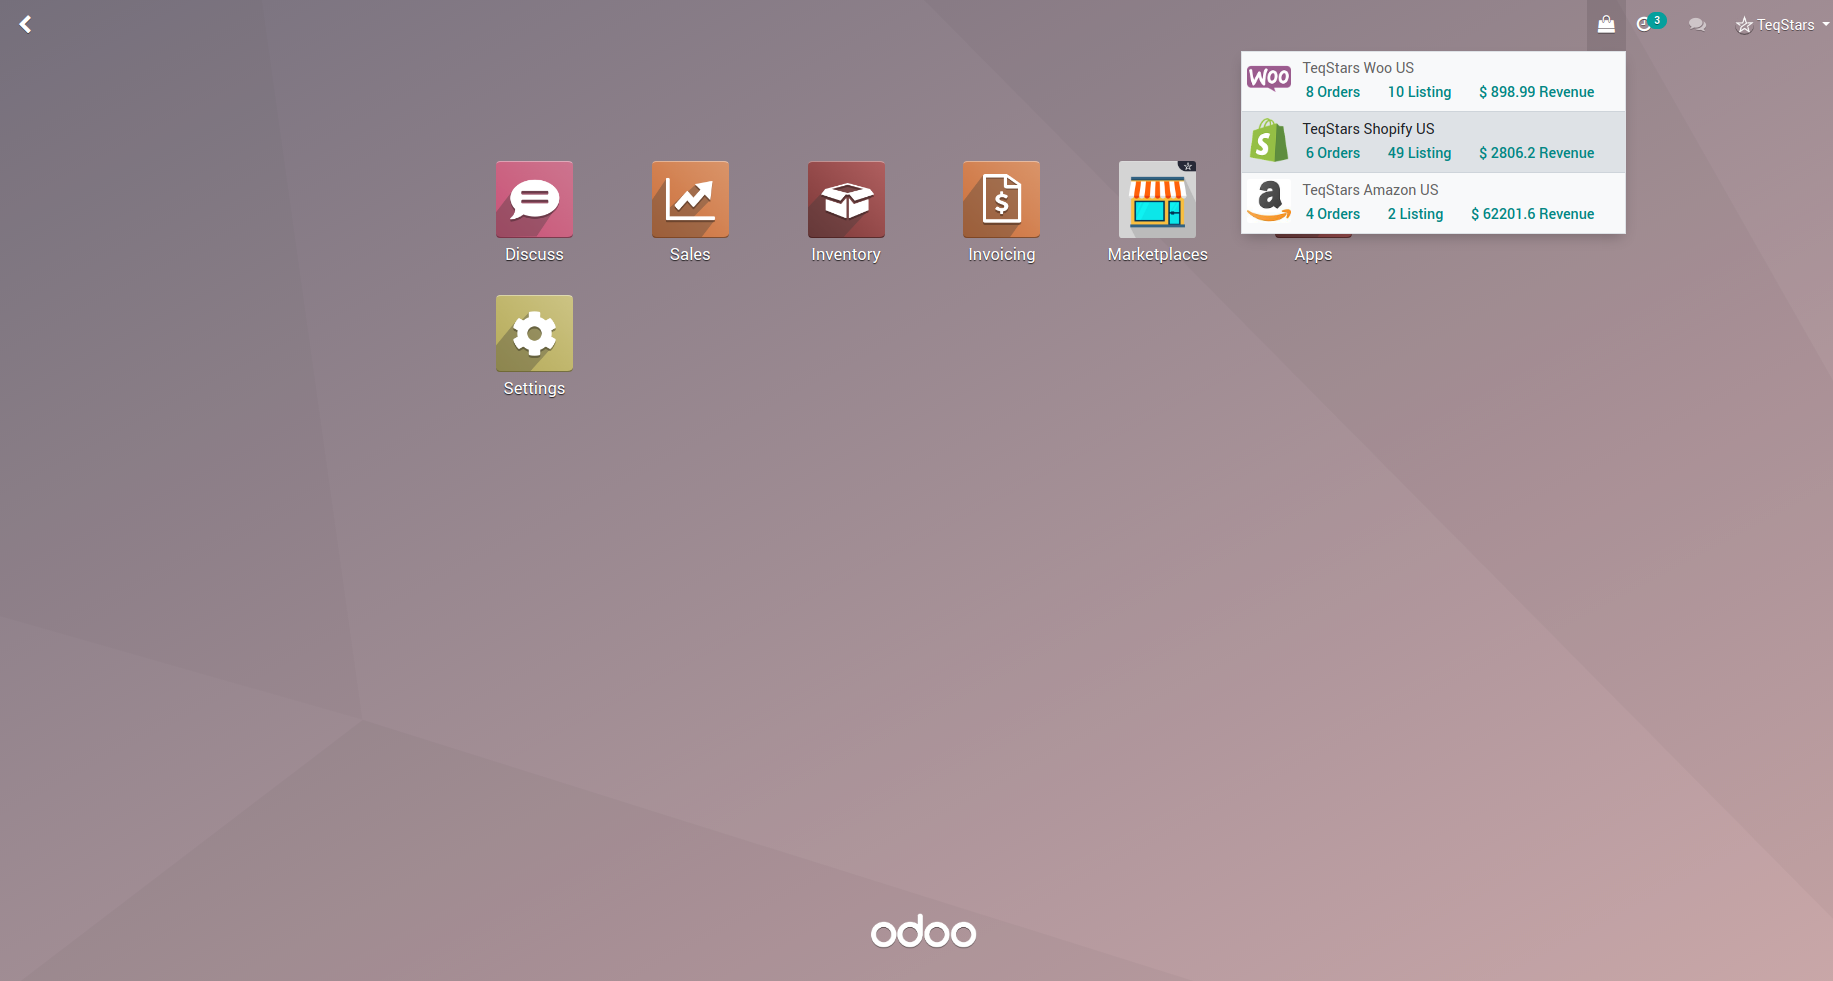 3
TeqStars
WOO
TeqStars Woo US
8 Orders 10 Listing $ 898.99 Revenue
S
TeqStars Shopify US
6 Orders 49 Listing $ 2806.2 Revenue
a
TeqStars Amazon US
4 Orders 2 Listing $ 62201.6 Revenue
$
Discuss
Sales
Inventory
Invoicing
Marketplaces
Apps
Settings
odoo